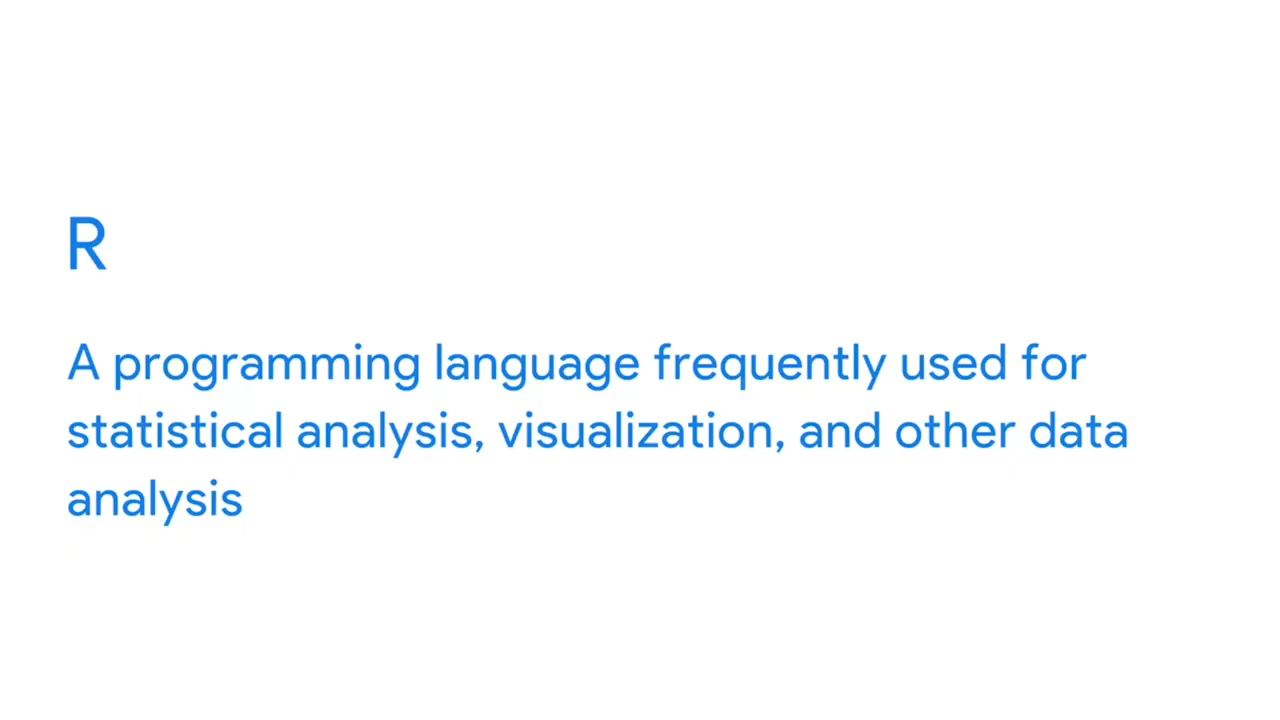 R
A programming language frequently used for
statistical analysis, visualization, and other data
analysis